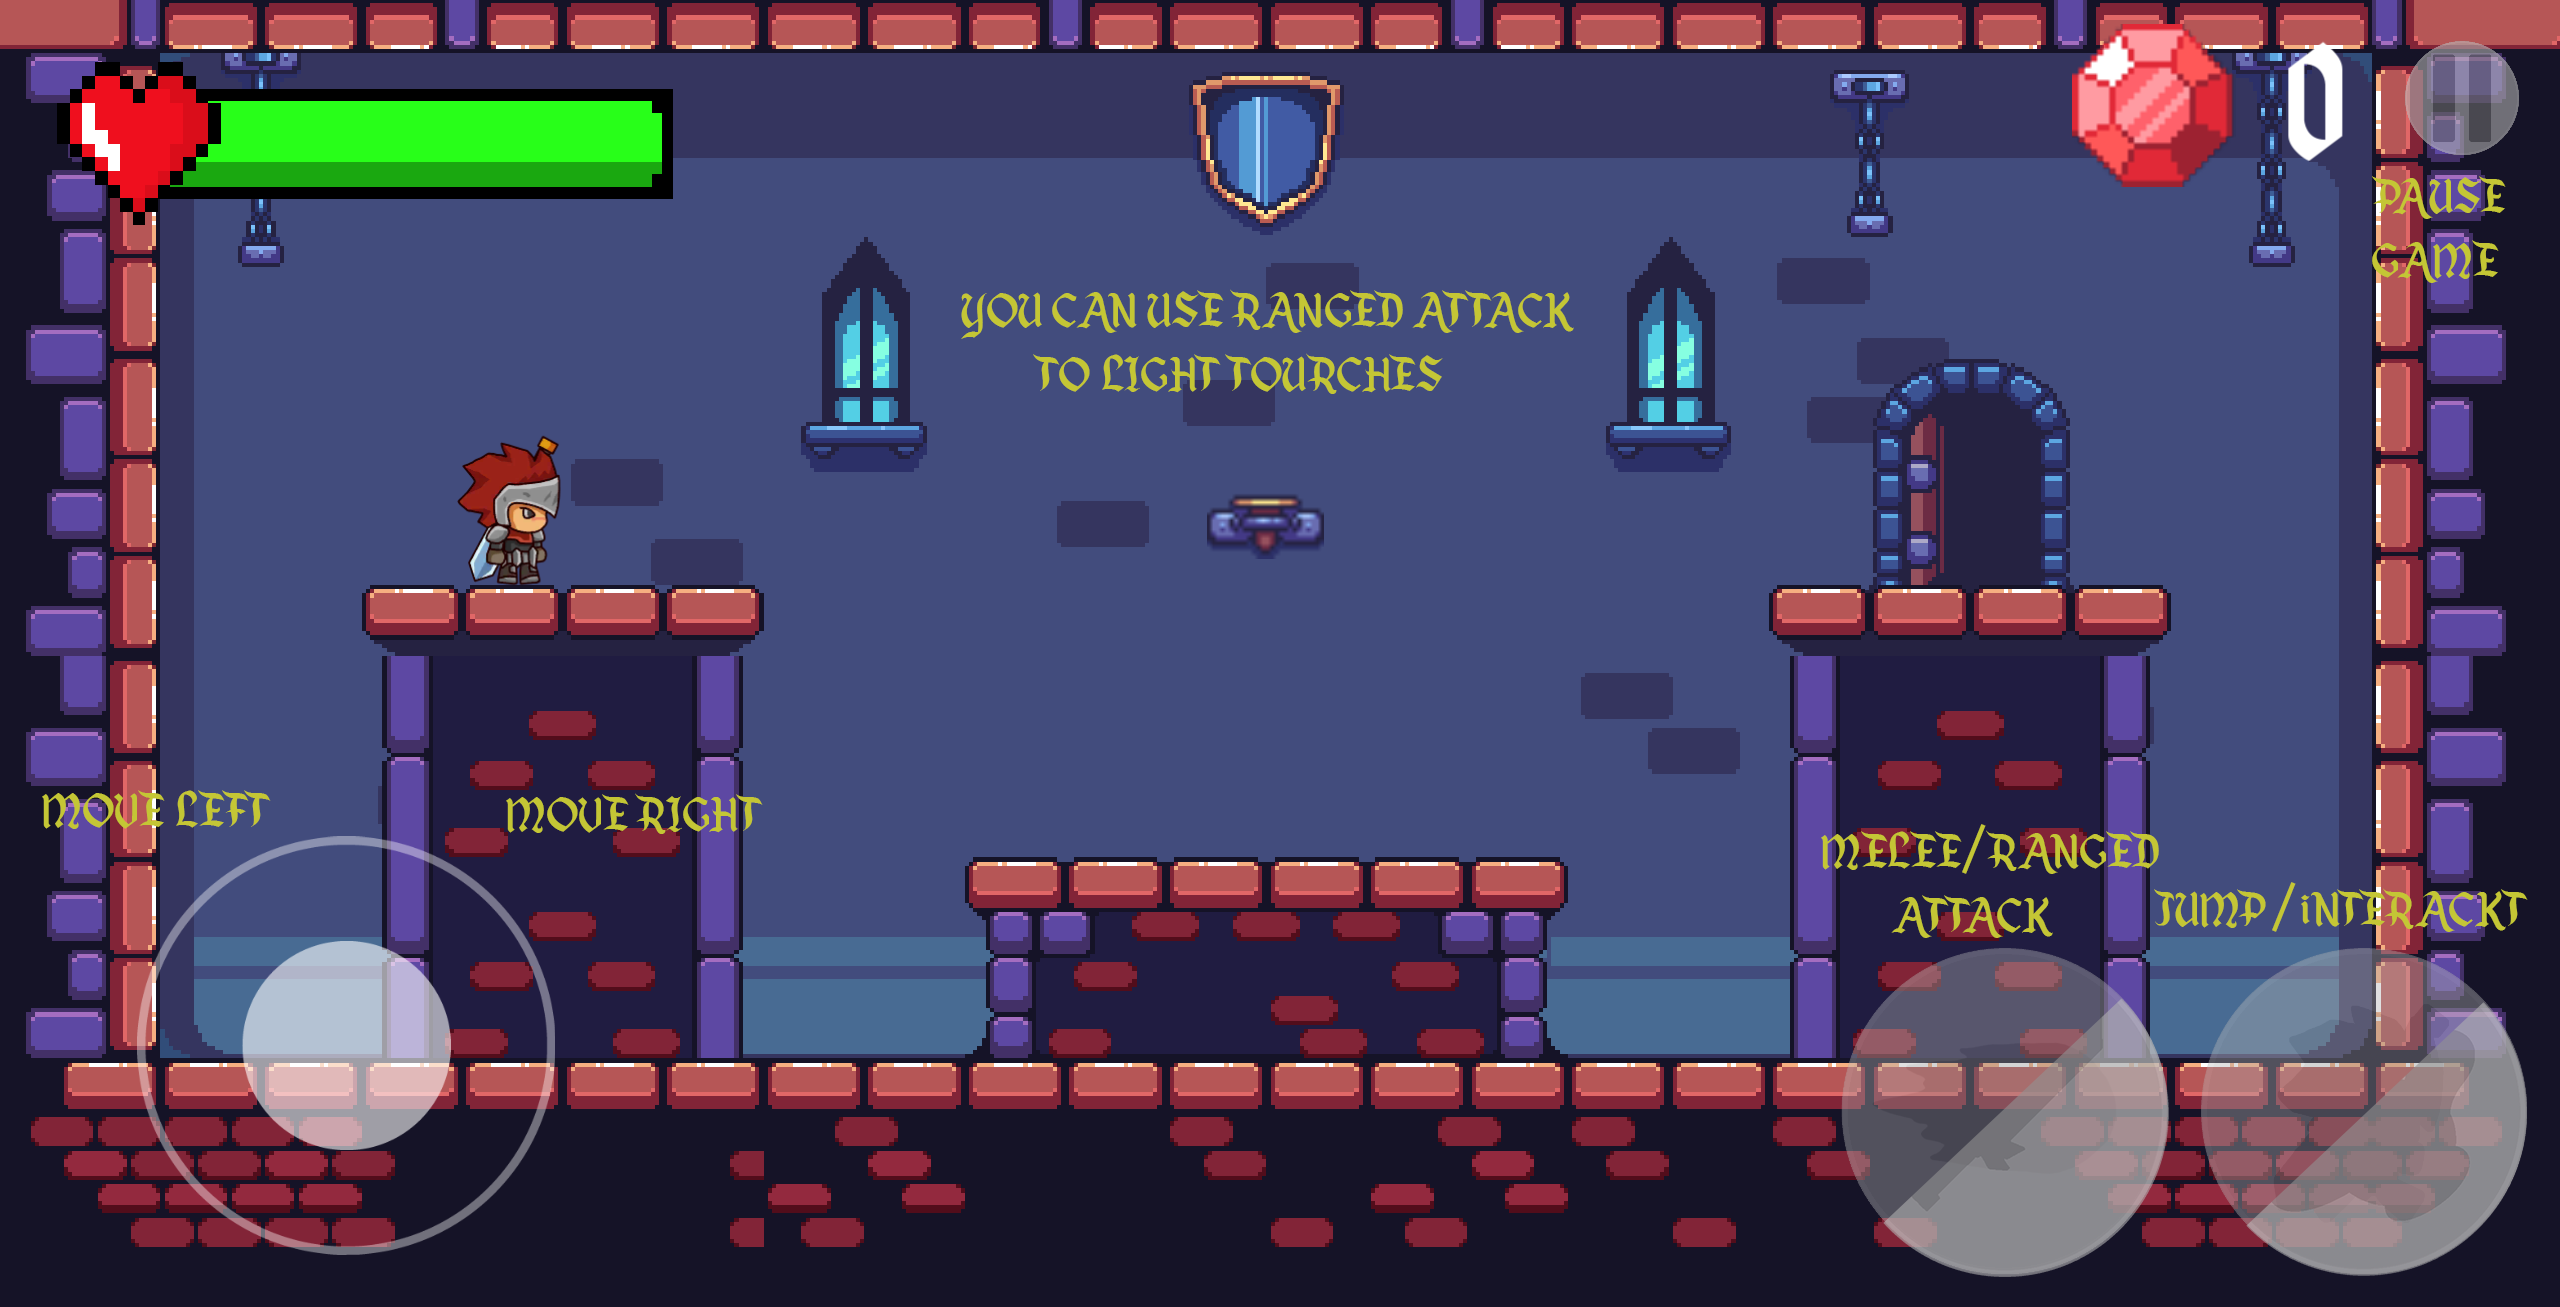 0
PAUSE
GAME
YOU CAN USE RANGED ATTACK
TO LIGHT TOURCHES
MOVE LEFT
MOVE RIGHT
MELEE/RANGED
ATTACK
JUMP / iNTERACKT